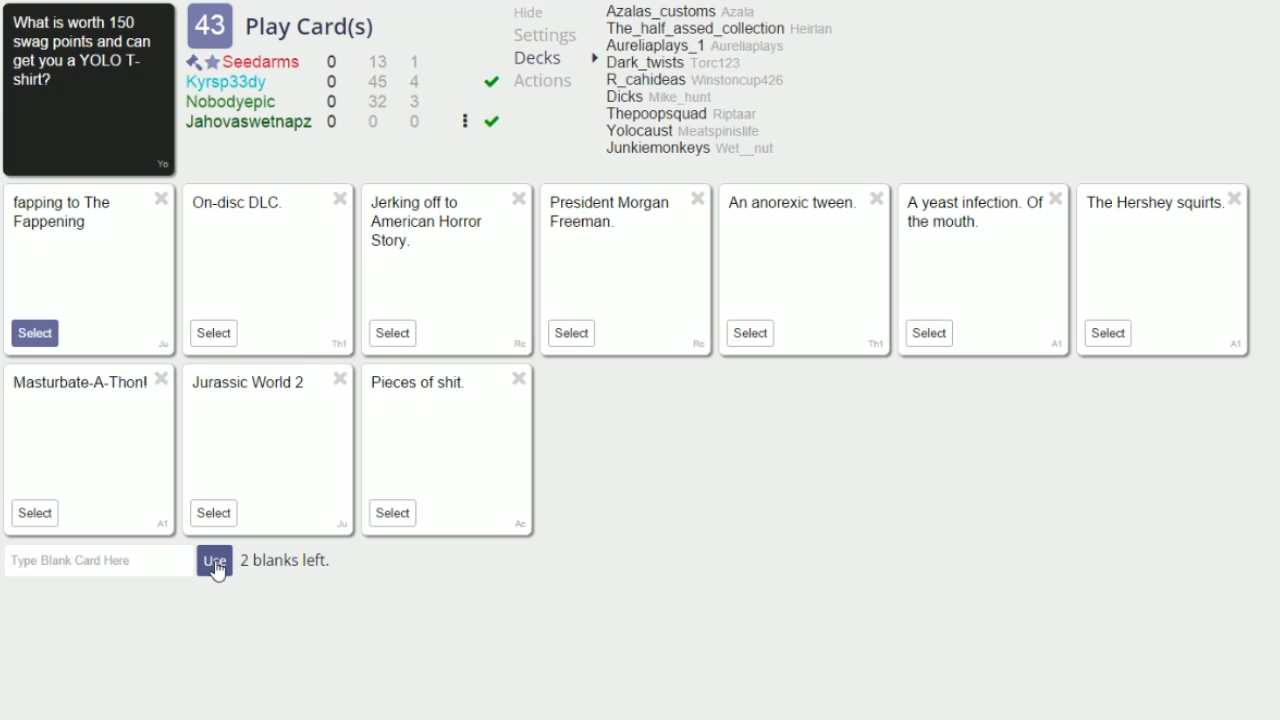 What is worth 150
swag points and can
get you a YOLO T-
shirt?
Yo
43 Play Card(s)
Seedarms 0 13 1
Kyrsp33dy 0 45 4
Nobodyepic 0 32 3
Jahovaswetnapz 0 0 0
Hide
Settings
Decks
Actions
Azalas_customs Azala
The_half_assed_collection Heirlan
Aureliaplays_1 Aureliaplays
Dark_twists Torc123
R_cahideas Winstoncup426
Dicks Mike_hunt
Thepoopsquad Riptaar
Yolocaust Meatspinislife
Junkiemonkeys Wet__nut
fapping to The
Fappening
Select
Ju
On-disc DLC.
Select
Th1
Jerking off to
American Horror
Story.
Select
Rc
President Morgan
Freeman.
Select
Rc
An anorexic tween.
Select
Th1
A yeast infection. Of
the mouth.
Select
A1
The Hershey squirts.
Select
A1
Masturbate-A-Thon!
Select
A1
Jurassic World 2
Select
Ju
Pieces of shit.
Select
Ac
Type Blank Card Here
Use
2 blanks left.